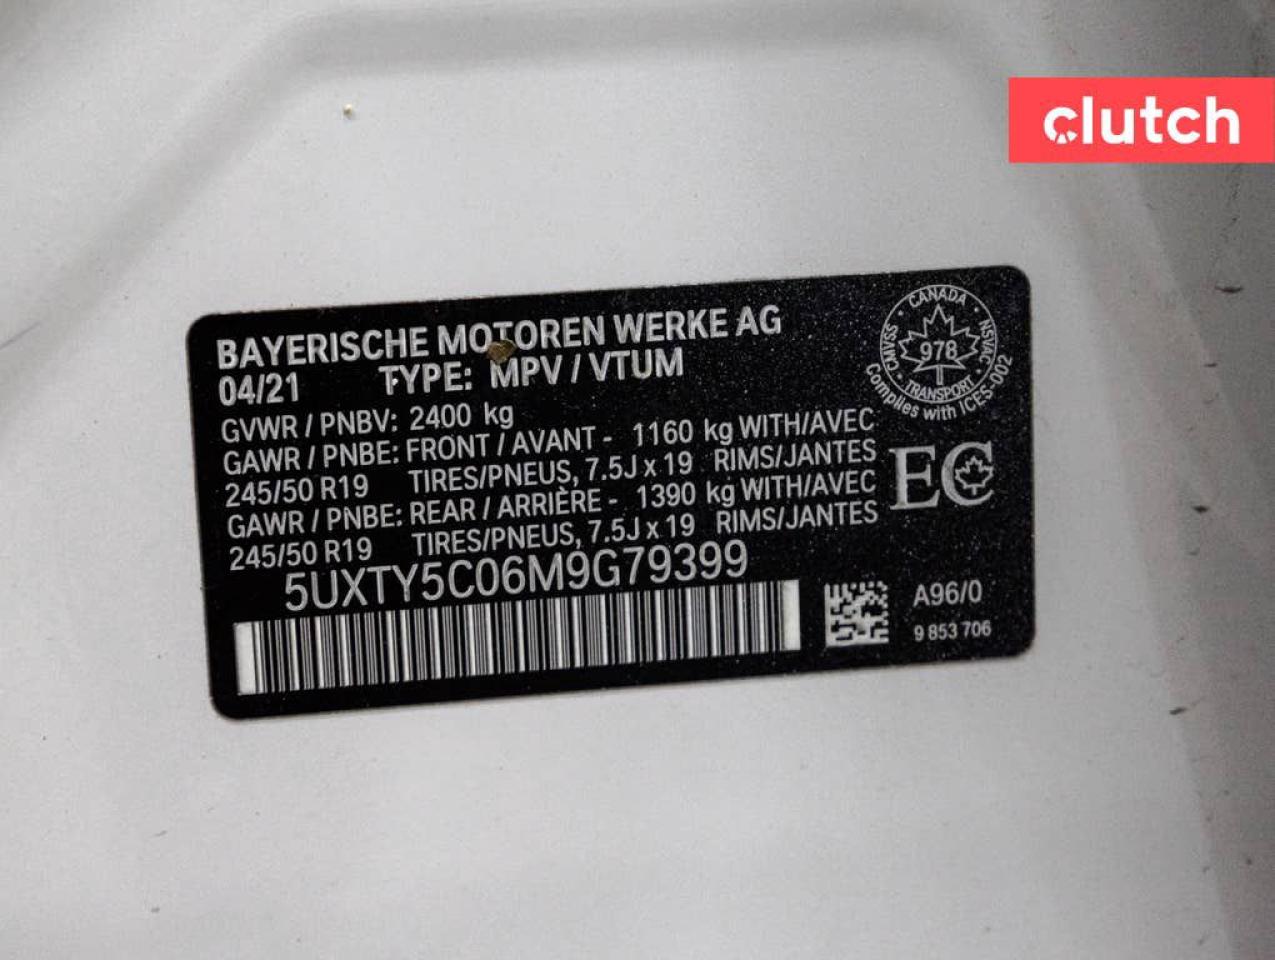 clutch
BAYERISCHE MOTOREN WERKE AG
04/21 TYPE: MPV / VTUM
GVWR / PNBV: 2400 kg
GAWR / PNBE: FRONT / AVANT - 1160 kg WITH/AVEC
245/50 R19 TIRES/PNEUS, 7.5J x 19 RIMS/JANTES
GAWR / PNBE: REAR / ARRIÈRE - 1390 kg WITH/AVEC
245/50 R19 TIRES/PNEUS, 7.5J x 19 RIMS/JANTES
5UXTY5C06M9G79399
CANADA
CMVSS
978
NSVAC
TRANSPORT
Complies with ICES-002
EC
A96/0
9 853 706